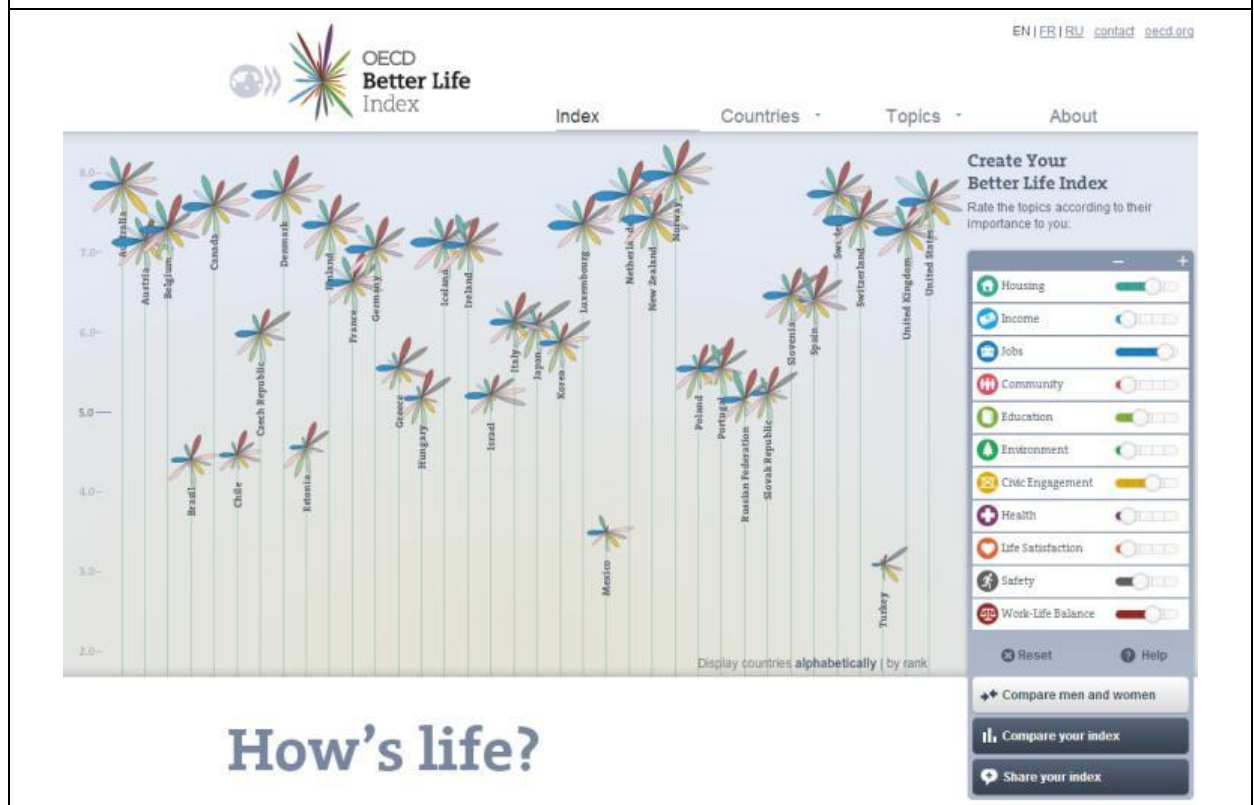 EN | FR | RU contact oecd.org
OECD
Better Life
Index
Index
Countries
Topics
About
8.0
7.0
6.0
5.0
4.0
3.0
2.0
Australia
Austria
Belgium
Brazil
Canada
Chile
Czech Republic
Denmark
Estonia
Finland
France
Germany
Greece
Hungary
Iceland
Ireland
Israel
Italy
Japan
Korea
Luxembourg
Mexico
Netherlands
New Zealand
Norway
Poland
Portugal
Russian Federation
Slovak Republic
Slovenia
Spain
Sweden
Switzerland
Turkey
United Kingdom
United States
Display countries alphabetically | by rank
Create Your
Better Life Index
Rate the topics according to their
importance to you:
− +
Housing
Income
Jobs
Community
Education
Environment
Civic Engagement
Health
Life Satisfaction
Safety
Work-Life Balance
Reset
Help
Compare men and women
Compare your index
Share your index
How's life?